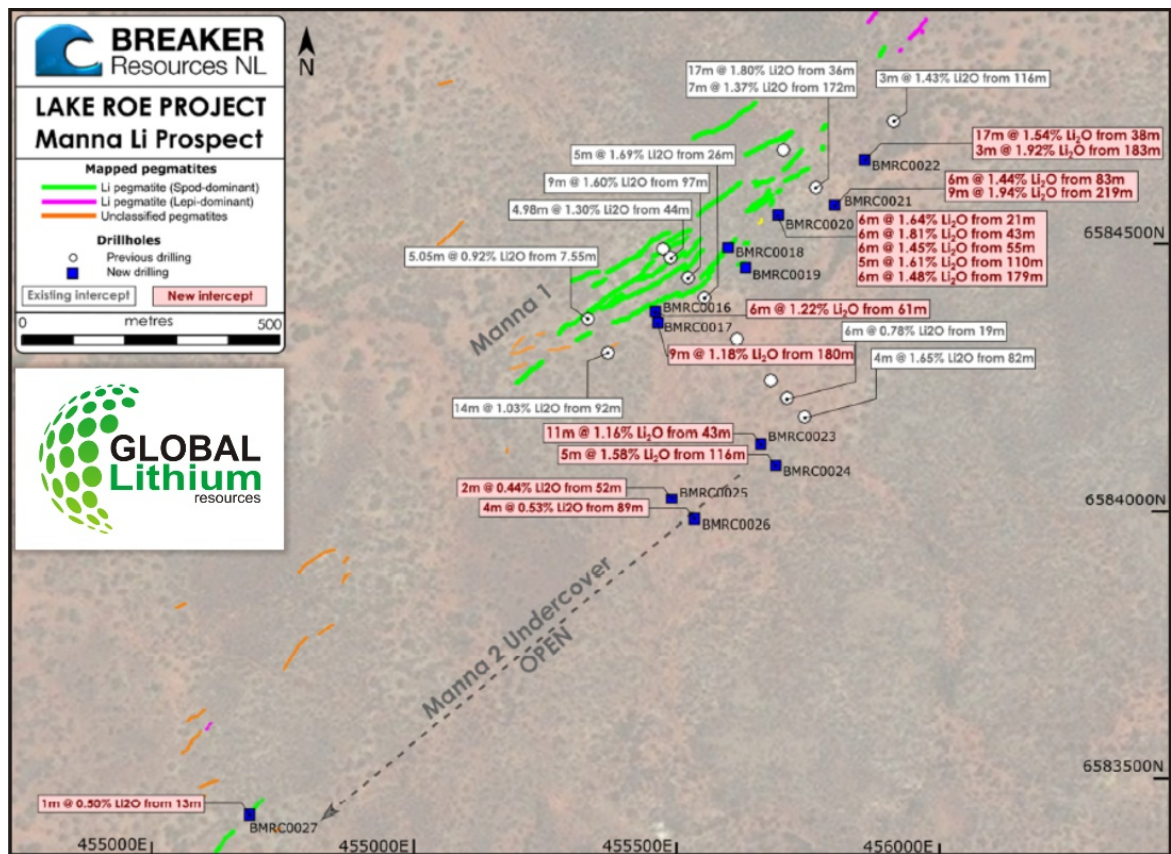 BREAKER
Resources NL
LAKE ROE PROJECT
Manna Li Prospect
Mapped pegmatites
Li pegmatite (Spod-dominant)
Li pegmatite (Lepi-dominant)
Unclassified pegmatites
Drillholes
Previous drilling
New drilling
Existing intercept
New intercept
0 metres 500
GLOBAL
Lithium
resources
N
17m @ 1.80% Li2O from 36m
7m @ 1.37% Li2O from 172m
3m @ 1.43% Li2O from 116m
17m @ 1.54% Li₂O from 38m
3m @ 1.92% Li₂O from 183m
BMRC0022
5m @ 1.69% Li2O from 26m
9m @ 1.60% Li2O from 97m
6m @ 1.44% Li₂O from 83m
9m @ 1.94% Li₂O from 219m
BMRC0021
4.98m @ 1.30% Li2O from 44m
BMRC0020
6m @ 1.64% Li₂O from 21m
6m @ 1.81% Li₂O from 43m
6m @ 1.45% Li₂O from 55m
5m @ 1.61% Li₂O from 110m
6m @ 1.48% Li₂O from 179m
6584500N
5.05m @ 0.92% Li2O from 7.55m
BMRC0018
BMRC0019
Manna 1
BMRC0016
6m @ 1.22% Li₂O from 61m
BMRC0017
6m @ 0.78% Li2O from 19m
9m @ 1.18% Li₂O from 180m
4m @ 1.65% Li2O from 82m
14m @ 1.03% Li2O from 92m
11m @ 1.16% Li₂O from 43m
BMRC0023
5m @ 1.58% Li₂O from 116m
BMRC0024
2m @ 0.44% Li2O from 52m
BMRC0025
4m @ 0.53% Li2O from 89m
BMRC0026
6584000N
Manna 2 Undercover
OPEN
6583500N
1m @ 0.50% Li2O from 13m
BMRC0027
455000E
455000E
455500E
456000E